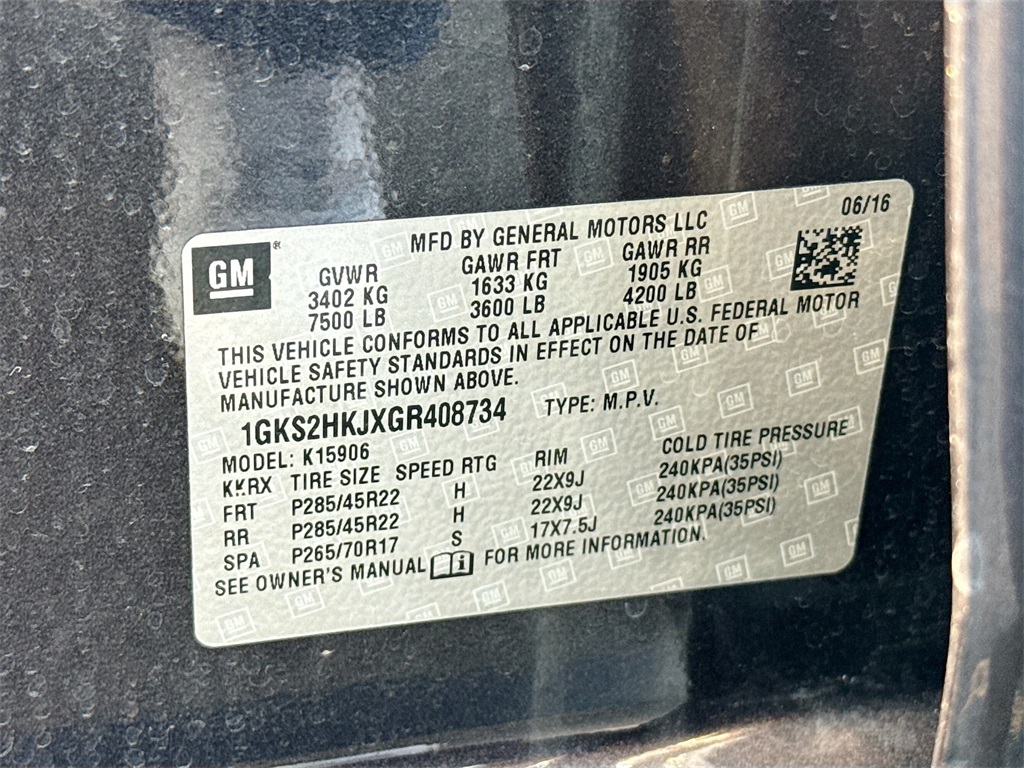 GM
®
MFD BY GENERAL MOTORS LLC
06/16
GVWR GAWR FRT GAWR RR
3402 KG 1633 KG 1905 KG
7500 LB 3600 LB 4200 LB
THIS VEHICLE CONFORMS TO ALL APPLICABLE U.S. FEDERAL MOTOR
VEHICLE SAFETY STANDARDS IN EFFECT ON THE DATE OF
MANUFACTURE SHOWN ABOVE.
1GKS2HKJXGR408734 TYPE: M.P.V.
MODEL: K15906
TIRE SIZE SPEED RTG RIM COLD TIRE PRESSURE
FRT P285/45R22 H 22X9J 240KPA(35PSI)
RR P285/45R22 H 22X9J 240KPA(35PSI)
SPA P265/70R17 S 17X7.5J 240KPA(35PSI)
SEE OWNER'S MANUAL FOR MORE INFORMATION.